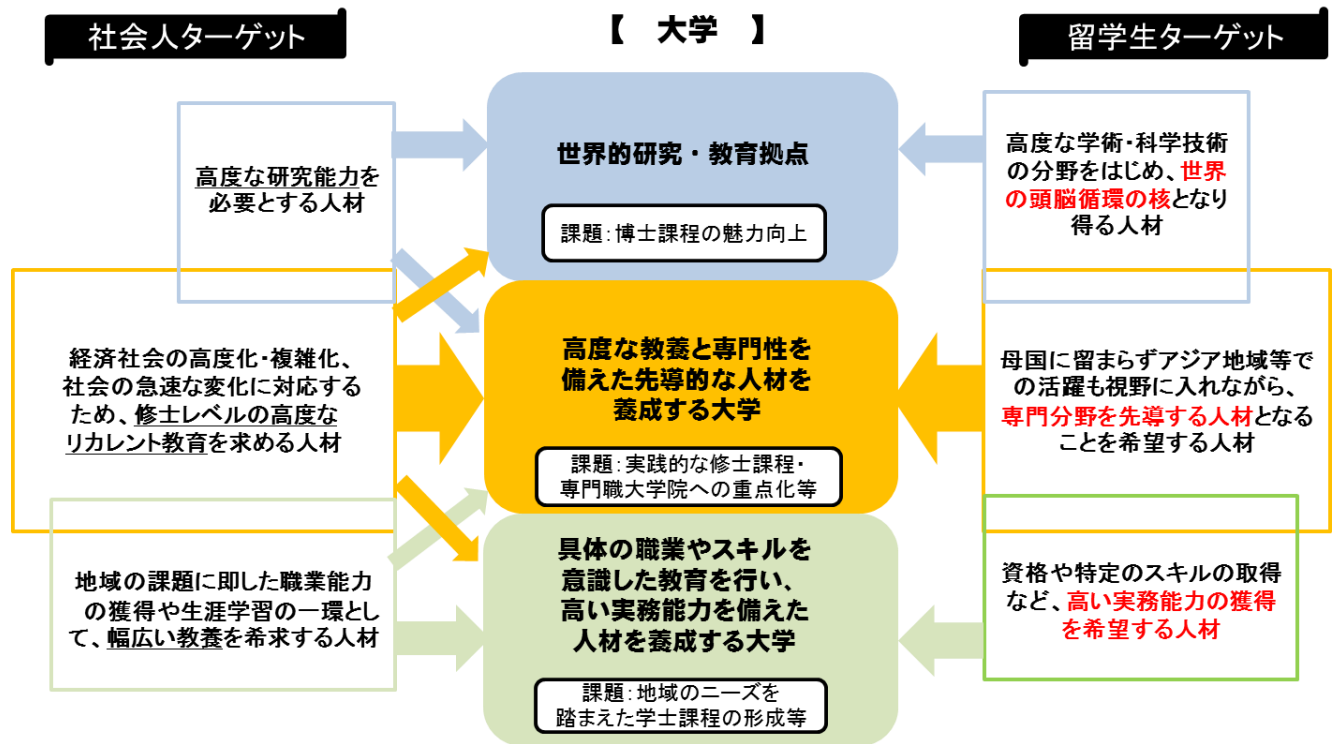 社会人ターゲット
【　大学　】
留学生ターゲット
高度な研究能力を
必要とする人材
経済社会の高度化・複雑化、
社会の急速な変化に対応する
ため、修士レベルの高度な
リカレント教育を求める人材
地域の課題に即した職業能力
の獲得や生涯学習の一環とし
て、幅広い教養を希求する人材
世界的研究・教育拠点
課題：博士課程の魅力向上
高度な教養と専門性を
備えた先導的な人材を
養成する大学
課題：実践的な修士課程・
専門職大学院への重点化等
具体の職業やスキルを
意識した教育を行い、
高い実務能力を備えた
人材を養成する大学
課題：地域のニーズを
踏まえた学士課程の形成等
高度な学術・科学技術
の分野をはじめ、世界
の頭脳循環の核となり
得る人材
母国に留まらずアジア地域等で
の活躍も視野に入れながら、
専門分野を先導する人材となる
ことを希望する人材
資格や特定のスキルの取得
など、高い実務能力の獲得
を希望する人材